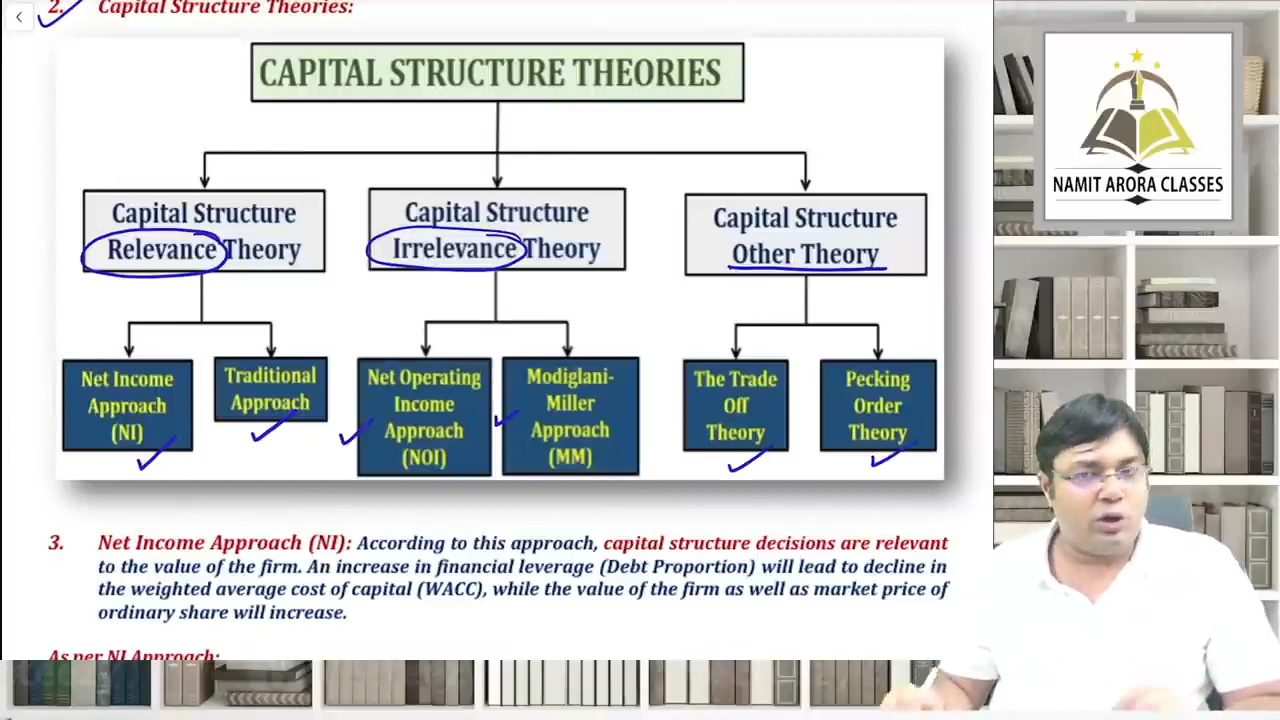 2. Capital Structure Theories:
CAPITAL STRUCTURE THEORIES
Capital Structure
Relevance Theory
Capital Structure
Irrelevance Theory
Capital Structure
Other Theory
Net Income
Approach
(NI)
Traditional
Approach
Net Operating
Income
Approach
(NOI)
Modigliani-
Miller
Approach
(MM)
The Trade
Off
Theory
Pecking
Order
Theory
3. Net Income Approach (NI): According to this approach, capital structure decisions are relevant
to the value of the firm. An increase in financial leverage (Debt Proportion) will lead to decline in
the weighted average cost of capital (WACC), while the value of the firm as well as market price of
ordinary share will increase.
As per NI Approach:
NAMIT ARORA CLASSES